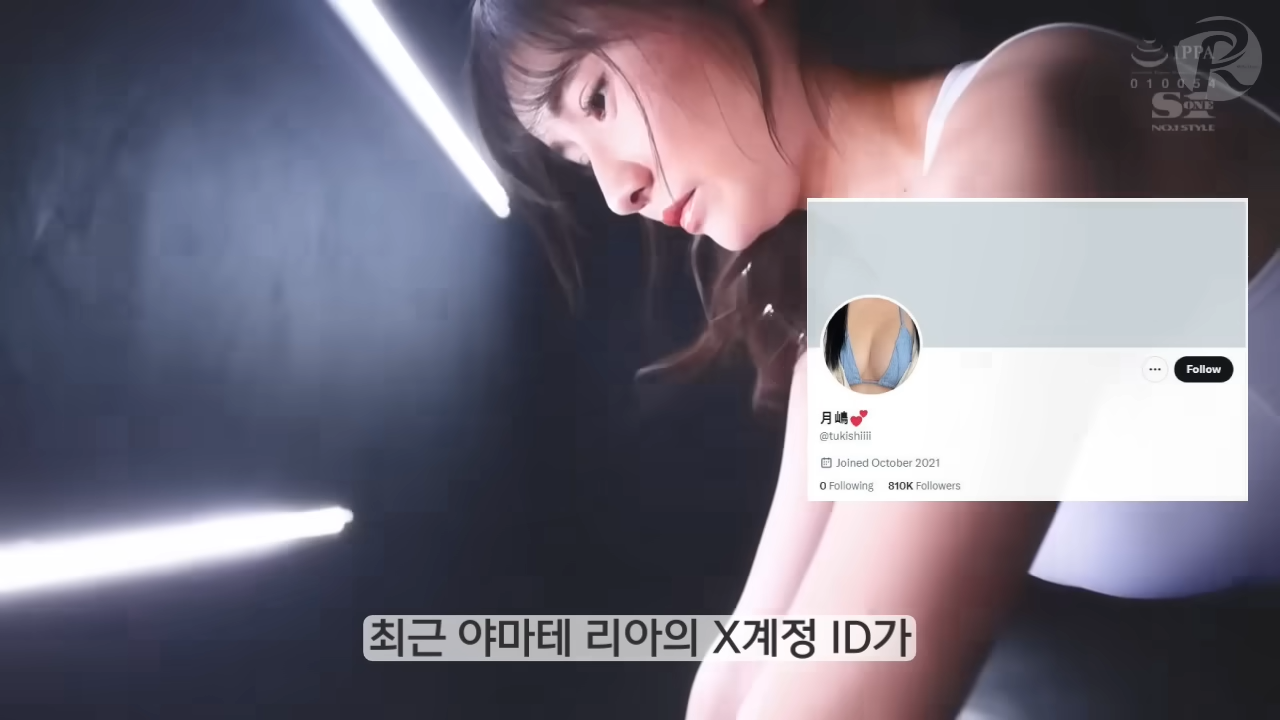 IPPA
010054
S1
ONE
NO.1 STYLE
Follow
月嶋💕
@tukishiiii
Joined October 2021
0 Following 810K Followers
최근 야마테 리아의 X계정 ID가